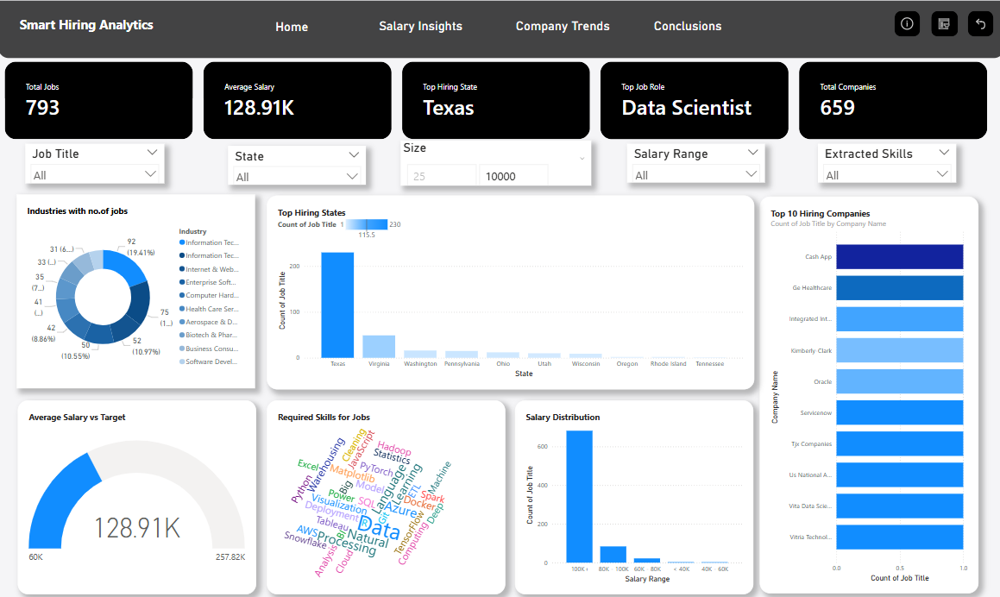 Smart Hiring Analytics
Home
Salary Insights
Company Trends
Conclusions
Total Jobs
793
Average Salary
128.91K
Top Hiring State
Texas
Top Job Role
Data Scientist
Total Companies
659
Job Title
All
State
All
Size
25
10000
Salary Range
All
Extracted Skills
All
Industries with no.of jobs
92
(19.41%)
75
(1...)
52
(10.97%)
50
(10.55%)
42
(8.86%)
41
(...)
35
(7...)
33 (...)
31 (6...)
Industry
Information Tec...
Information Tec...
Internet & Web...
Enterprise Soft...
Computer Hard...
Health Care Ser...
Aerospace & D...
Biotech & Phar...
Business Consu...
Software Devel...
Top Hiring States
Count of Job Title 1 230
115.5
Count of Job Title
200
100
0
Texas Virginia Washington Pennsylvania Ohio Utah Wisconsin Oregon Rhode Island Tennessee
State
Top 10 Hiring Companies
Count of Job Title by Company Name
Company Name
Cash App
Ge Healthcare
Integrated Int...
Kimberly-Clark
Oracle
Servicenow
Tjx Companies
Us National A...
Vita Data Scie...
Vitria Technol...
0.0 0.5 1.0
Count of Job Title
Average Salary vs Target
128.91K
60K 257.82K
Required Skills for Jobs
Cleaning
JavaScript
Hadoop
Statistics
Warehousing
Excel
Matplotlib
PyTorch
Python
Big
Model
Language
Learning
Machine
ETL
Power
SQL
Spark
Docker
Visualization
Deployment
Azure
Deep
Git
R
Tableau
Data
TensorFlow
AWS
BI
Natural
Snowflake
Processing
Computing
Analysis
Cloud
Salary Distribution
Count of Job Title
600
400
200
0
100K+ 80K 100K 60K 80K < 40K 40K 60K
Salary Range